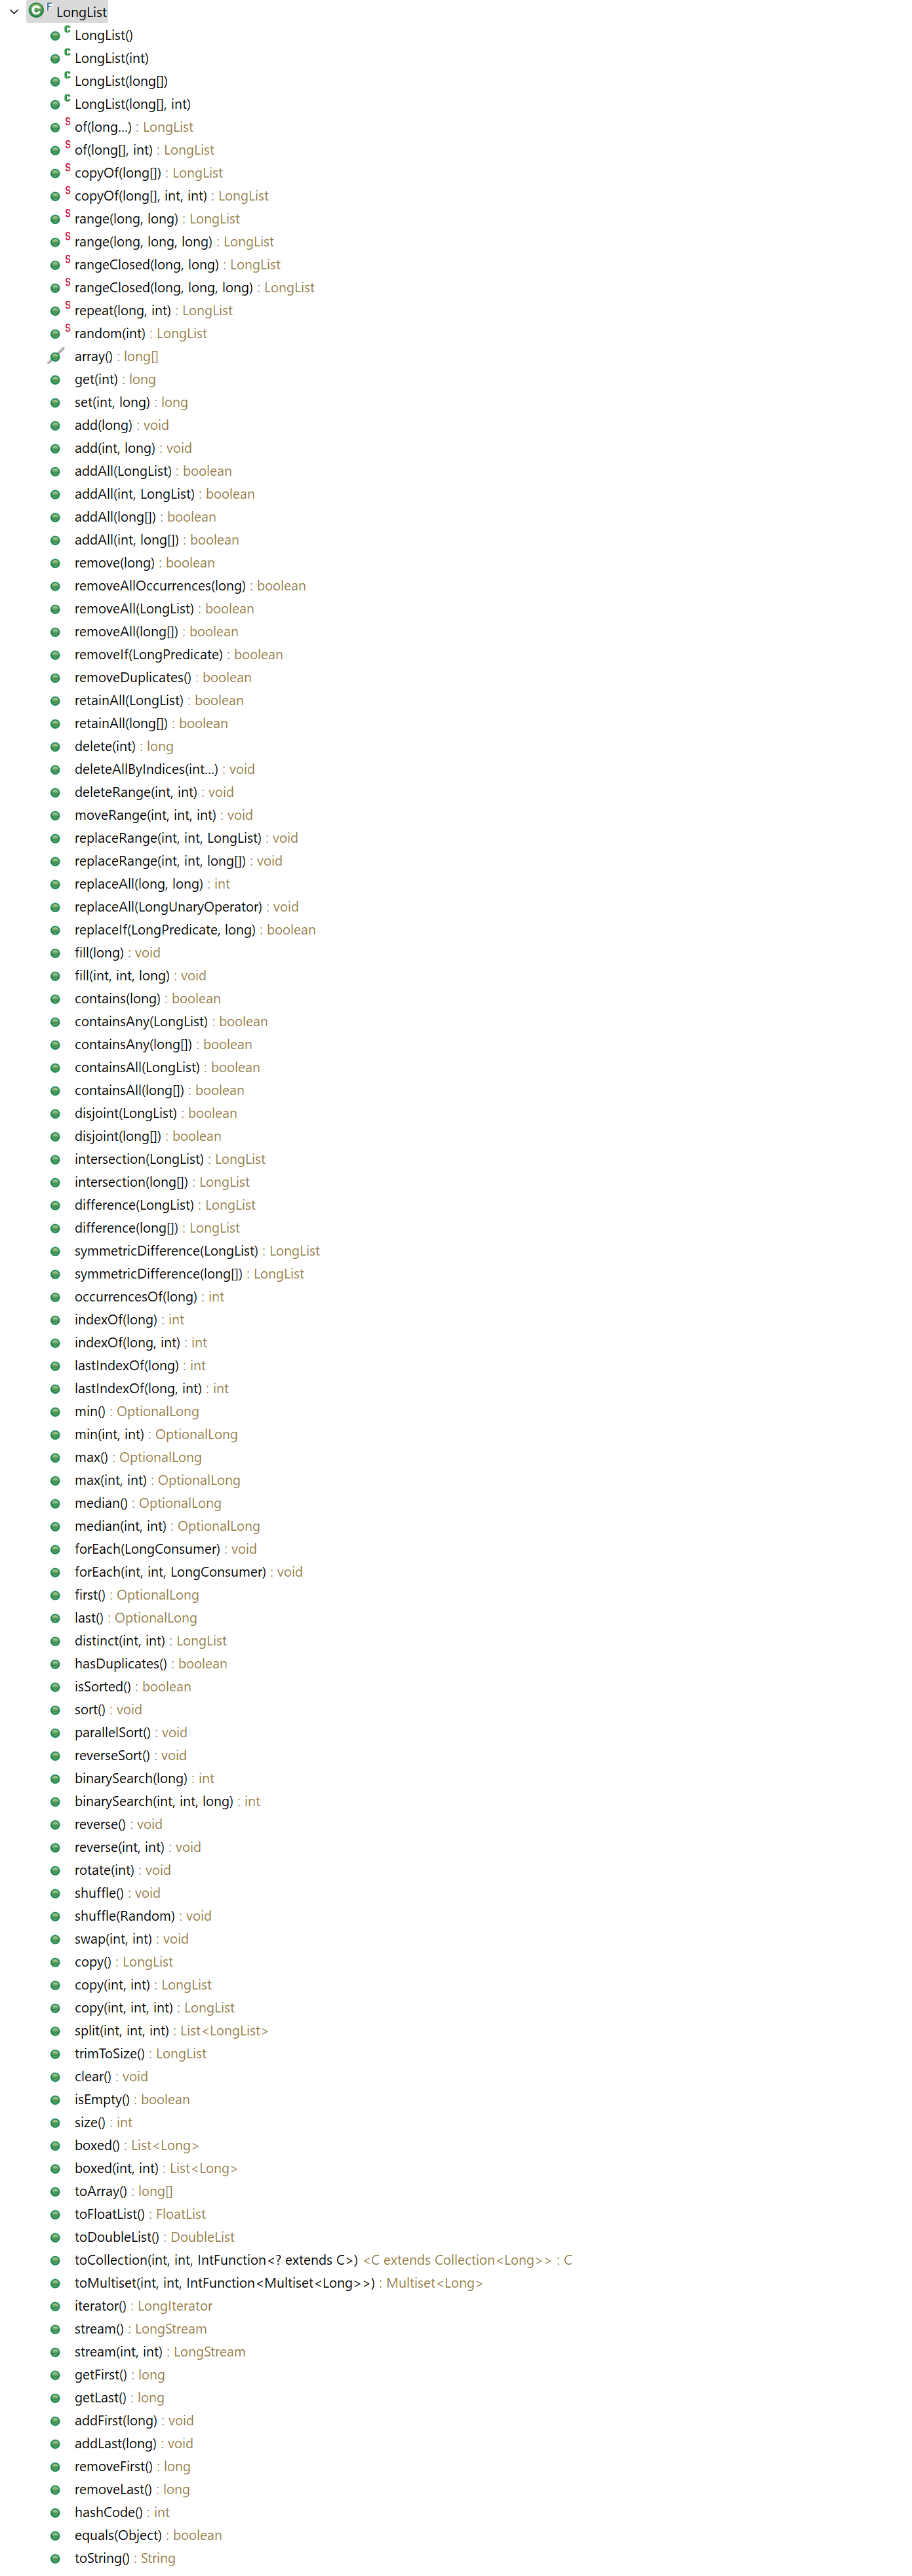 LongList
LongList()
LongList(int)
LongList(long[])
LongList(long[], int)
of(long...) : LongList
of(long[], int) : LongList
copyOf(long[]) : LongList
copyOf(long[], int, int) : LongList
range(long, long) : LongList
range(long, long, long) : LongList
rangeClosed(long, long) : LongList
rangeClosed(long, long, long) : LongList
repeat(long, int) : LongList
random(int) : LongList
array() : long[]
get(int) : long
set(int, long) : long
add(long) : void
add(int, long) : void
addAll(LongList) : boolean
addAll(int, LongList) : boolean
addAll(long[]) : boolean
addAll(int, long[]) : boolean
remove(long) : boolean
removeAllOccurrences(long) : boolean
removeAll(LongList) : boolean
removeAll(long[]) : boolean
removeIf(LongPredicate) : boolean
removeDuplicates() : boolean
retainAll(LongList) : boolean
retainAll(long[]) : boolean
delete(int) : long
deleteAllByIndices(int...) : void
deleteRange(int, int) : void
moveRange(int, int, int) : void
replaceRange(int, int, LongList) : void
replaceRange(int, int, long[]) : void
replaceAll(long, long) : int
replaceAll(LongUnaryOperator) : void
replaceIf(LongPredicate, long) : boolean
fill(long) : void
fill(int, int, long) : void
contains(long) : boolean
containsAny(LongList) : boolean
containsAny(long[]) : boolean
containsAll(LongList) : boolean
containsAll(long[]) : boolean
disjoint(LongList) : boolean
disjoint(long[]) : boolean
intersection(LongList) : LongList
intersection(long[]) : LongList
difference(LongList) : LongList
difference(long[]) : LongList
symmetricDifference(LongList) : LongList
symmetricDifference(long[]) : LongList
occurrencesOf(long) : int
indexOf(long) : int
indexOf(long, int) : int
lastIndexOf(long) : int
lastIndexOf(long, int) : int
min() : OptionalLong
min(int, int) : OptionalLong
max() : OptionalLong
max(int, int) : OptionalLong
median() : OptionalLong
median(int, int) : OptionalLong
forEach(LongConsumer) : void
forEach(int, int, LongConsumer) : void
first() : OptionalLong
last() : OptionalLong
distinct(int, int) : LongList
hasDuplicates() : boolean
isSorted() : boolean
sort() : void
parallelSort() : void
reverseSort() : void
binarySearch(long) : int
binarySearch(int, int, long) : int
reverse() : void
reverse(int, int) : void
rotate(int) : void
shuffle() : void
shuffle(Random) : void
swap(int, int) : void
copy() : LongList
copy(int, int) : LongList
copy(int, int, int) : LongList
split(int, int, int) : List<LongList>
trimToSize() : LongList
clear() : void
isEmpty() : boolean
size() : int
boxed() : List<Long>
boxed(int, int) : List<Long>
toArray() : long[]
toFloatList() : FloatList
toDoubleList() : DoubleList
toCollection(int, int, IntFunction<? extends C>) <C extends Collection<Long>> : C
toMultiset(int, int, IntFunction<Multiset<Long>>) : Multiset<Long>
iterator() : LongIterator
stream() : LongStream
stream(int, int) : LongStream
getFirst() : long
getLast() : long
addFirst(long) : void
addLast(long) : void
removeFirst() : long
removeLast() : long
hashCode() : int
equals(Object) : boolean
toString() : String